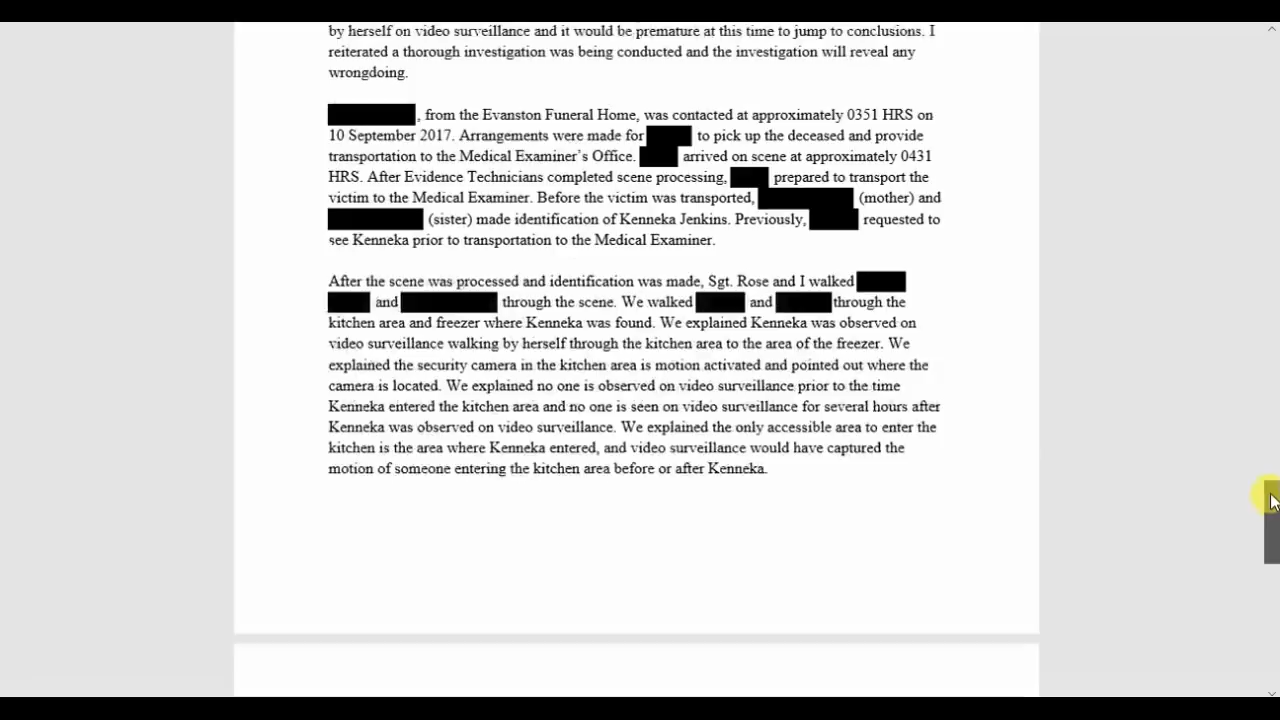 by herself on video surveillance and it would be premature at this time to jump to conclusions. I
reiterated a thorough investigation was being conducted and the investigation will reveal any
wrongdoing.
, from the Evanston Funeral Home, was contacted at approximately 0351 HRS on
10 September 2017. Arrangements were made for to pick up the deceased and provide
transportation to the Medical Examiner's Office. arrived on scene at approximately 0431
HRS. After Evidence Technicians completed scene processing, prepared to transport the
victim to the Medical Examiner. Before the victim was transported, (mother) and
(sister) made identification of Kenneka Jenkins. Previously, requested to
see Kenneka prior to transportation to the Medical Examiner.
After the scene was processed and identification was made, Sgt. Rose and I walked
and through the scene. We walked and through the
kitchen area and freezer where Kenneka was found. We explained Kenneka was observed on
video surveillance walking by herself through the kitchen area to the area of the freezer. We
explained the security camera in the kitchen area is motion activated and pointed out where the
camera is located. We explained no one is observed on video surveillance prior to the time
Kenneka entered the kitchen area and no one is seen on video surveillance for several hours after
Kenneka was observed on video surveillance. We explained the only accessible area to enter the
kitchen is the area where Kenneka entered, and video surveillance would have captured the
motion of someone entering the kitchen area before or after Kenneka.